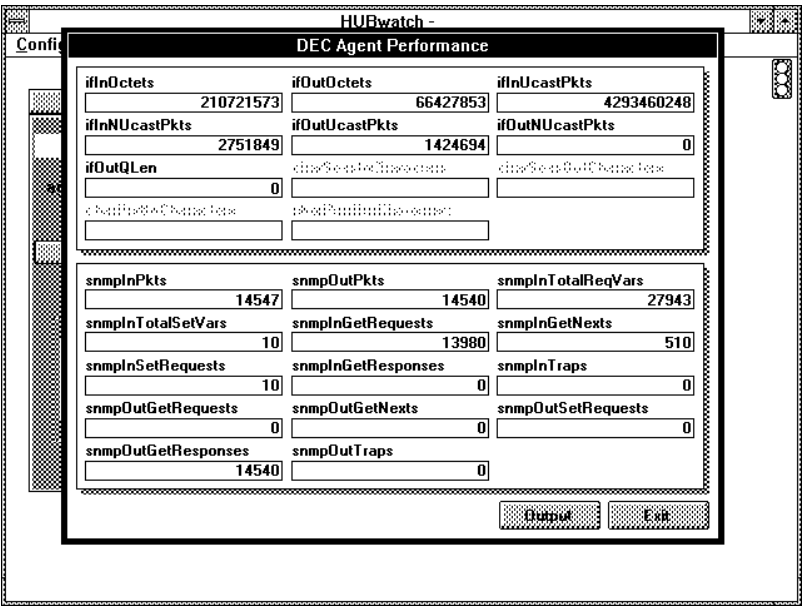 HUBwatch -
Confi
DEC Agent Performance
ifInOctets ifOutOctets ifInUcastPkts
210721573 66427853 4293460248
ifInNUcastPkts ifOutUcastPkts ifOutNUcastPkts
2751849 1424694 0
ifOutQLen
0
snmpInPkts snmpOutPkts snmpInTotalReqVars
14547 14540 27943
snmpInTotalSetVars snmpInGetRequests snmpInGetNexts
10 13980 510
snmpInSetRequests snmpInGetResponses snmpInTraps
10 0 0
snmpOutGetRequests snmpOutGetNexts snmpOutSetRequests
0 0 0
snmpOutGetResponses snmpOutTraps
14540 0
Output Exit